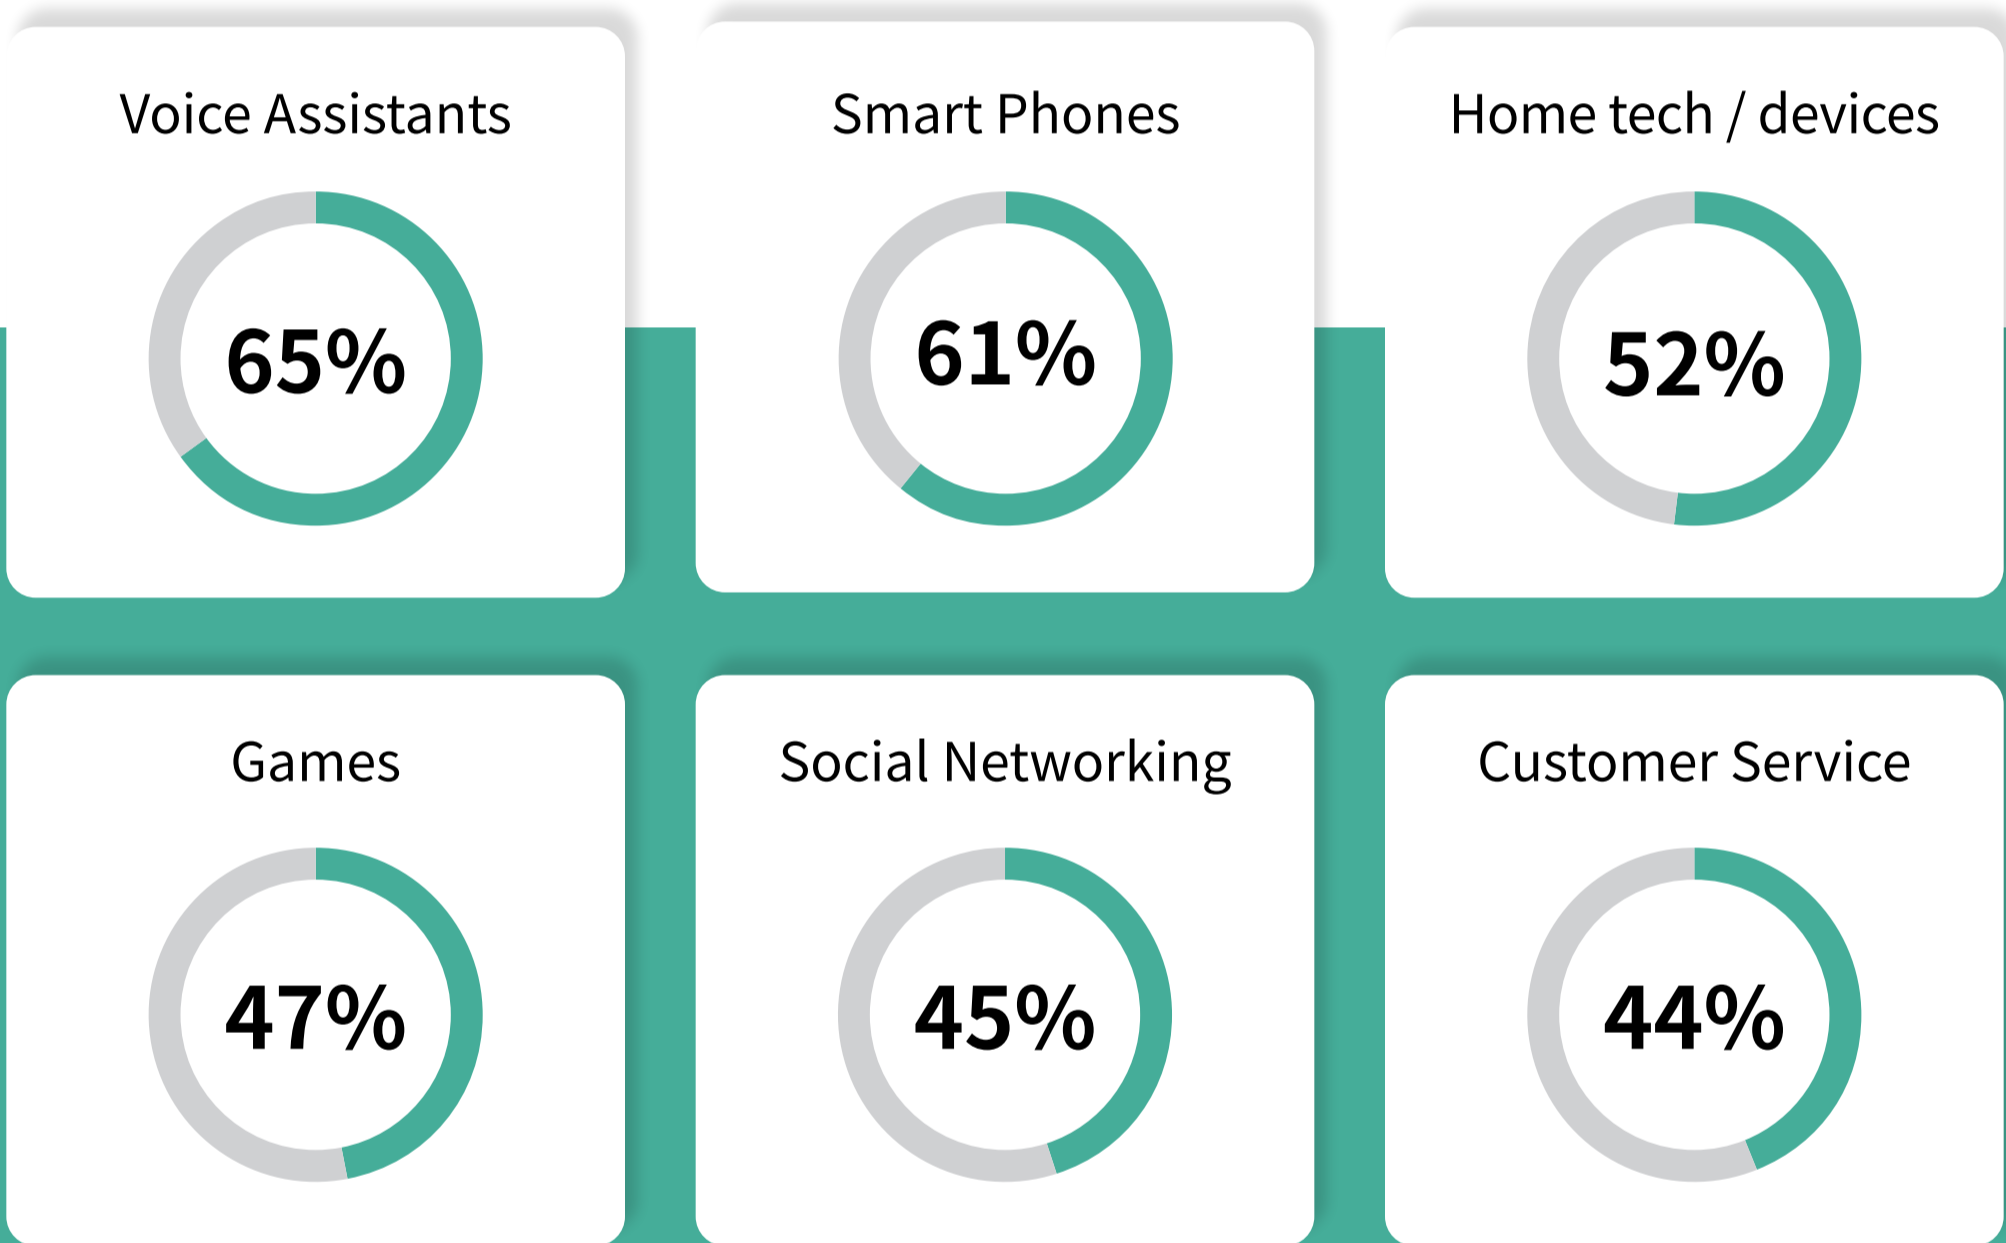 Voice Assistants
65%
Smart Phones
61%
Home tech / devices
52%
Games
47%
Social Networking
45%
Customer Service
44%